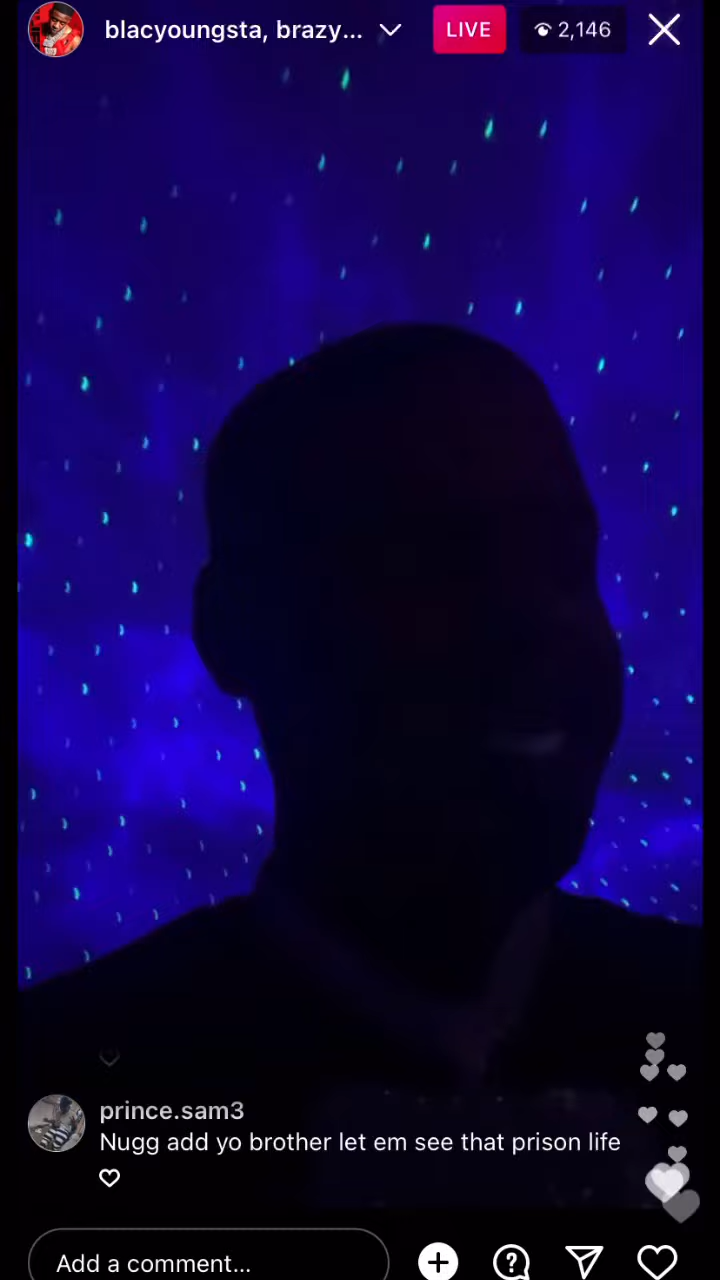 blacyoungsta, brazy...
LIVE
2,146
prince.sam3
Nugg add yo brother let em see that prison life
Add a comment...